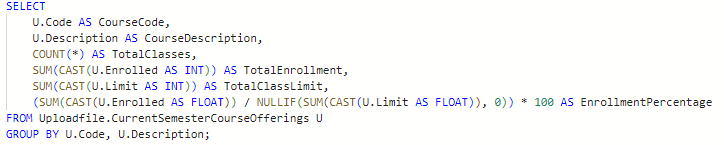 SELECT
    U.Code AS CourseCode,
    U.Description AS CourseDescription,
    COUNT(*) AS TotalClasses,
    SUM(CAST(U.Enrolled AS INT)) AS TotalEnrollment,
    SUM(CAST(U.Limit AS INT)) AS TotalClassLimit,
    (SUM(CAST(U.Enrolled AS FLOAT)) / NULLIF(SUM(CAST(U.Limit AS FLOAT)), 0)) * 100 AS EnrollmentPercentage
FROM Uploadfile.CurrentSemesterCourseOfferings U
GROUP BY U.Code, U.Description;